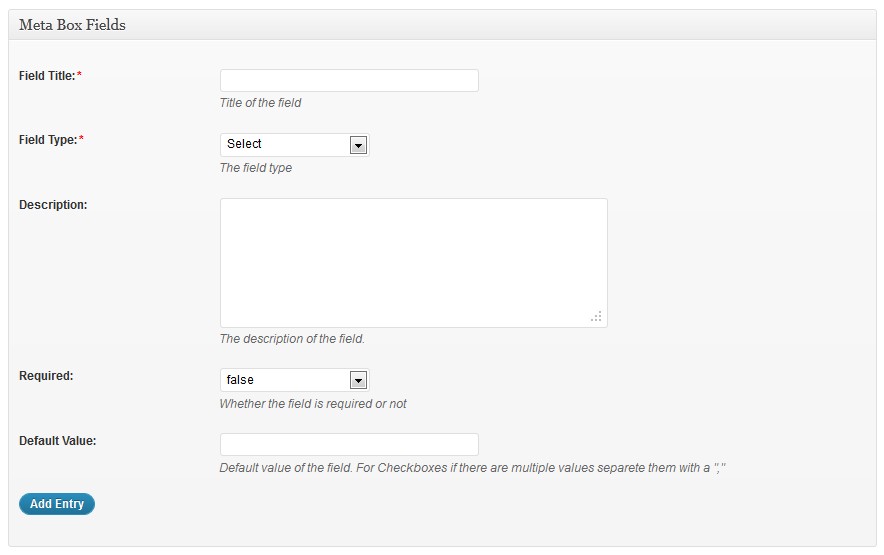 Meta Box Fields
Field Title:*
Title of the field
Field Type:*
Select
The field type
Description:
The description of the field.
Required:
false
Whether the field is required or not
Default Value:
Default value of the field. For Checkboxes if there are multiple values separete them with a ","
Add Entry